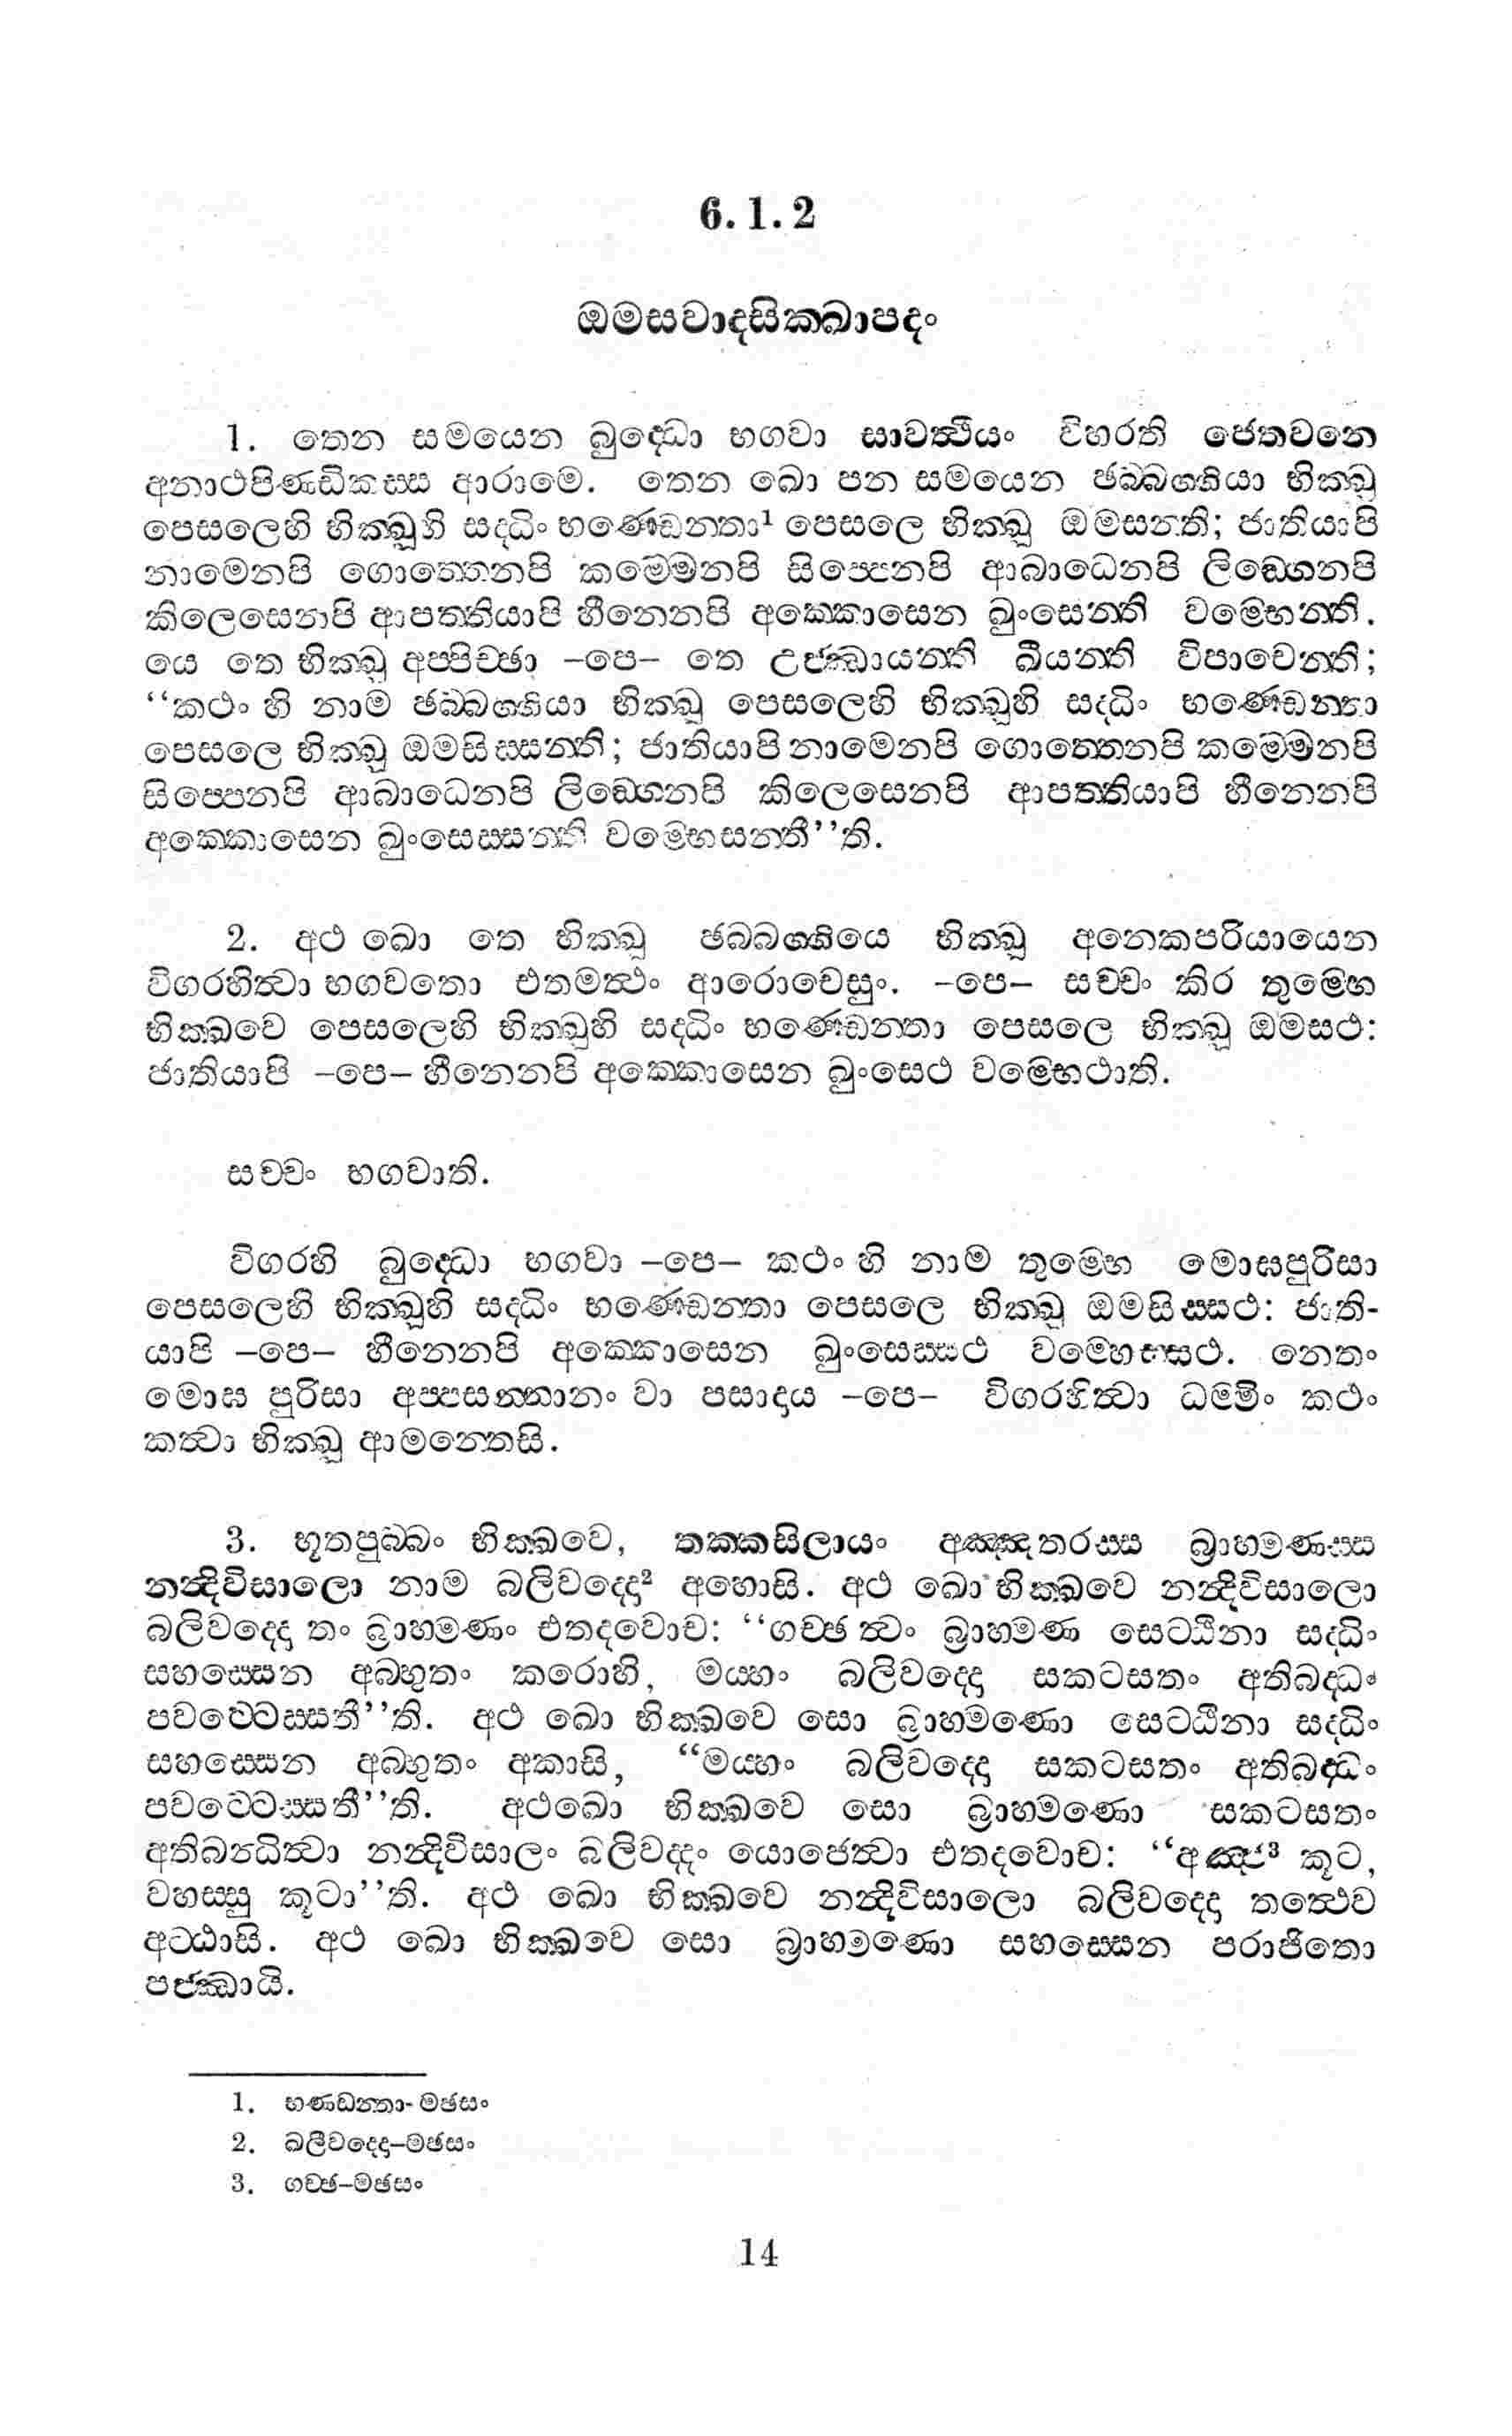 6.1.2
ඔමසවාදසික්ඛාපදං
1. තෙන සමයෙන බුද්ධො භගවා සාවත්ථියං විහරති ජෙතවනෙ
අනාථපිණ්ඩිකස්ස ආරාමෙ. තෙන ඛො පන සමයෙන ඡබ්බග්ගියා භික්ඛූ
පෙසලෙහි භික්ඛූහි සද්ධිං භණ්ඩෙන්තා¹ පෙසලෙ භික්ඛූ ඔමසන්ති; ජාතියාපි
නාමෙනපි ගොත්තෙනපි කම්මෙනපි සිප්පෙනපි ආබාධෙනපි ලිඞ්ගෙනපි
කිලෙසෙනපි ආපත්තියාපි හීනෙනපි අක්කොසෙන ඛුංසෙන්ති වම්භෙන්ති.
යෙ තෙ භික්ඛූ අප්පිච්ඡා –පෙ– තෙ උජ්ඣායන්ති ඛීයන්ති විපාචෙන්ති;
“කථං හි නාම ඡබ්බග්ගියා භික්ඛූ පෙසලෙහි භික්ඛූහි සද්ධිං භණ්ඩෙන්තා
පෙසලෙ භික්ඛූ ඔමසිස්සන්ති; ජාතියාපි නාමෙනපි ගොත්තෙනපි කම්මෙනපි
සිප්පෙනපි ආබාධෙනපි ලිඞ්ගෙනපි කිලෙසෙනපි ආපත්තියාපි හීනෙනපි
අක්කොසෙන ඛුංසෙස්සන්ති වම්භෙසන්තී”ති.
2. අථ ඛො තෙ භික්ඛූ ඡබ්බග්ගියෙ භික්ඛූ අනෙකපරියායෙන
විගරහිත්වා භගවතො එතමත්ථං ආරොචෙසුං. –පෙ– සච්චං කිර තුම්හෙ
භික්ඛවෙ පෙසලෙහි භික්ඛූහි සද්ධිං භණ්ඩෙන්තා පෙසලෙ භික්ඛූ ඔමසථ:
ජාතියාපි –පෙ– හීනෙනපි අක්කොසෙන ඛුංසෙථ වම්භෙථාති.
සච්චං භගවාති.
විගරහි බුද්ධො භගවා –පෙ– කථං හි නාම තුම්හෙ මොඝපුරිසා
පෙසලෙහි භික්ඛූහි සද්ධිං භණ්ඩෙන්තා පෙසලෙ භික්ඛූ ඔමසිස්සථ: ජාති-
යාපි –පෙ– හීනෙනපි අක්කොසෙන ඛුංසෙස්සථ වම්හෙස්සථ. නෙතං
මොඝ පුරිසා අප්පසන්නානං වා පසාදාය –පෙ– විගරහිත්වා ධම්මිං කථං
කත්වා භික්ඛූ ආමන්තෙසි.
3. භූතපුබ්බං භික්ඛවෙ, තක්කසිලායං අඤ්ඤතරස්ස බ්‍රාහ්මණස්ස
නන්දිවිසාලො නාම බලිවද්දො² අහොසි. අථ ඛො භික්ඛවෙ නන්දිවිසාලො
බලිවද්දො තං බ්‍රාහ්මණං එතදවොච: “ගච්ඡ ත්වං බ්‍රාහ්මණ සෙට්ඨිනා සද්ධිං
සහස්සෙන අබ්භුතං කරොහි, මය්හං බලිවද්දො සකටසතං අතිබද්ධං
පවට්ටෙස්සතී”ති. අථ ඛො භික්ඛවෙ සො බ්‍රාහ්මණො සෙට්ඨිනා සද්ධිං
සහස්සෙන අබ්භුතං අකාසි, “මය්හං බලිවද්දො සකටසතං අතිබද්ධං
පවට්ටෙස්සතී”ති. අථඛො භික්ඛවෙ සො බ්‍රාහ්මණො සකටසතං
අතිබන්ධිත්වා නන්දිවිසාලං බලිවද්දං යොජෙත්වා එතදවොච: “අඤ්ජ³ කූට,
වහස්සු කූටා”ති. අථ ඛො භික්ඛවෙ නන්දිවිසාලො බලිවද්දො තත්ථෙව
අට්ඨාසි. අථ ඛො භික්ඛවෙ සො බ්‍රාහ්මණො සහස්සෙන පරාජිතො
පජ්ඣායි.
1. භණ්ඩන්තා- මඡසං
2. ඛලීවද්දො–මඡසං
3. ගච්ඡ–මඡසං
14